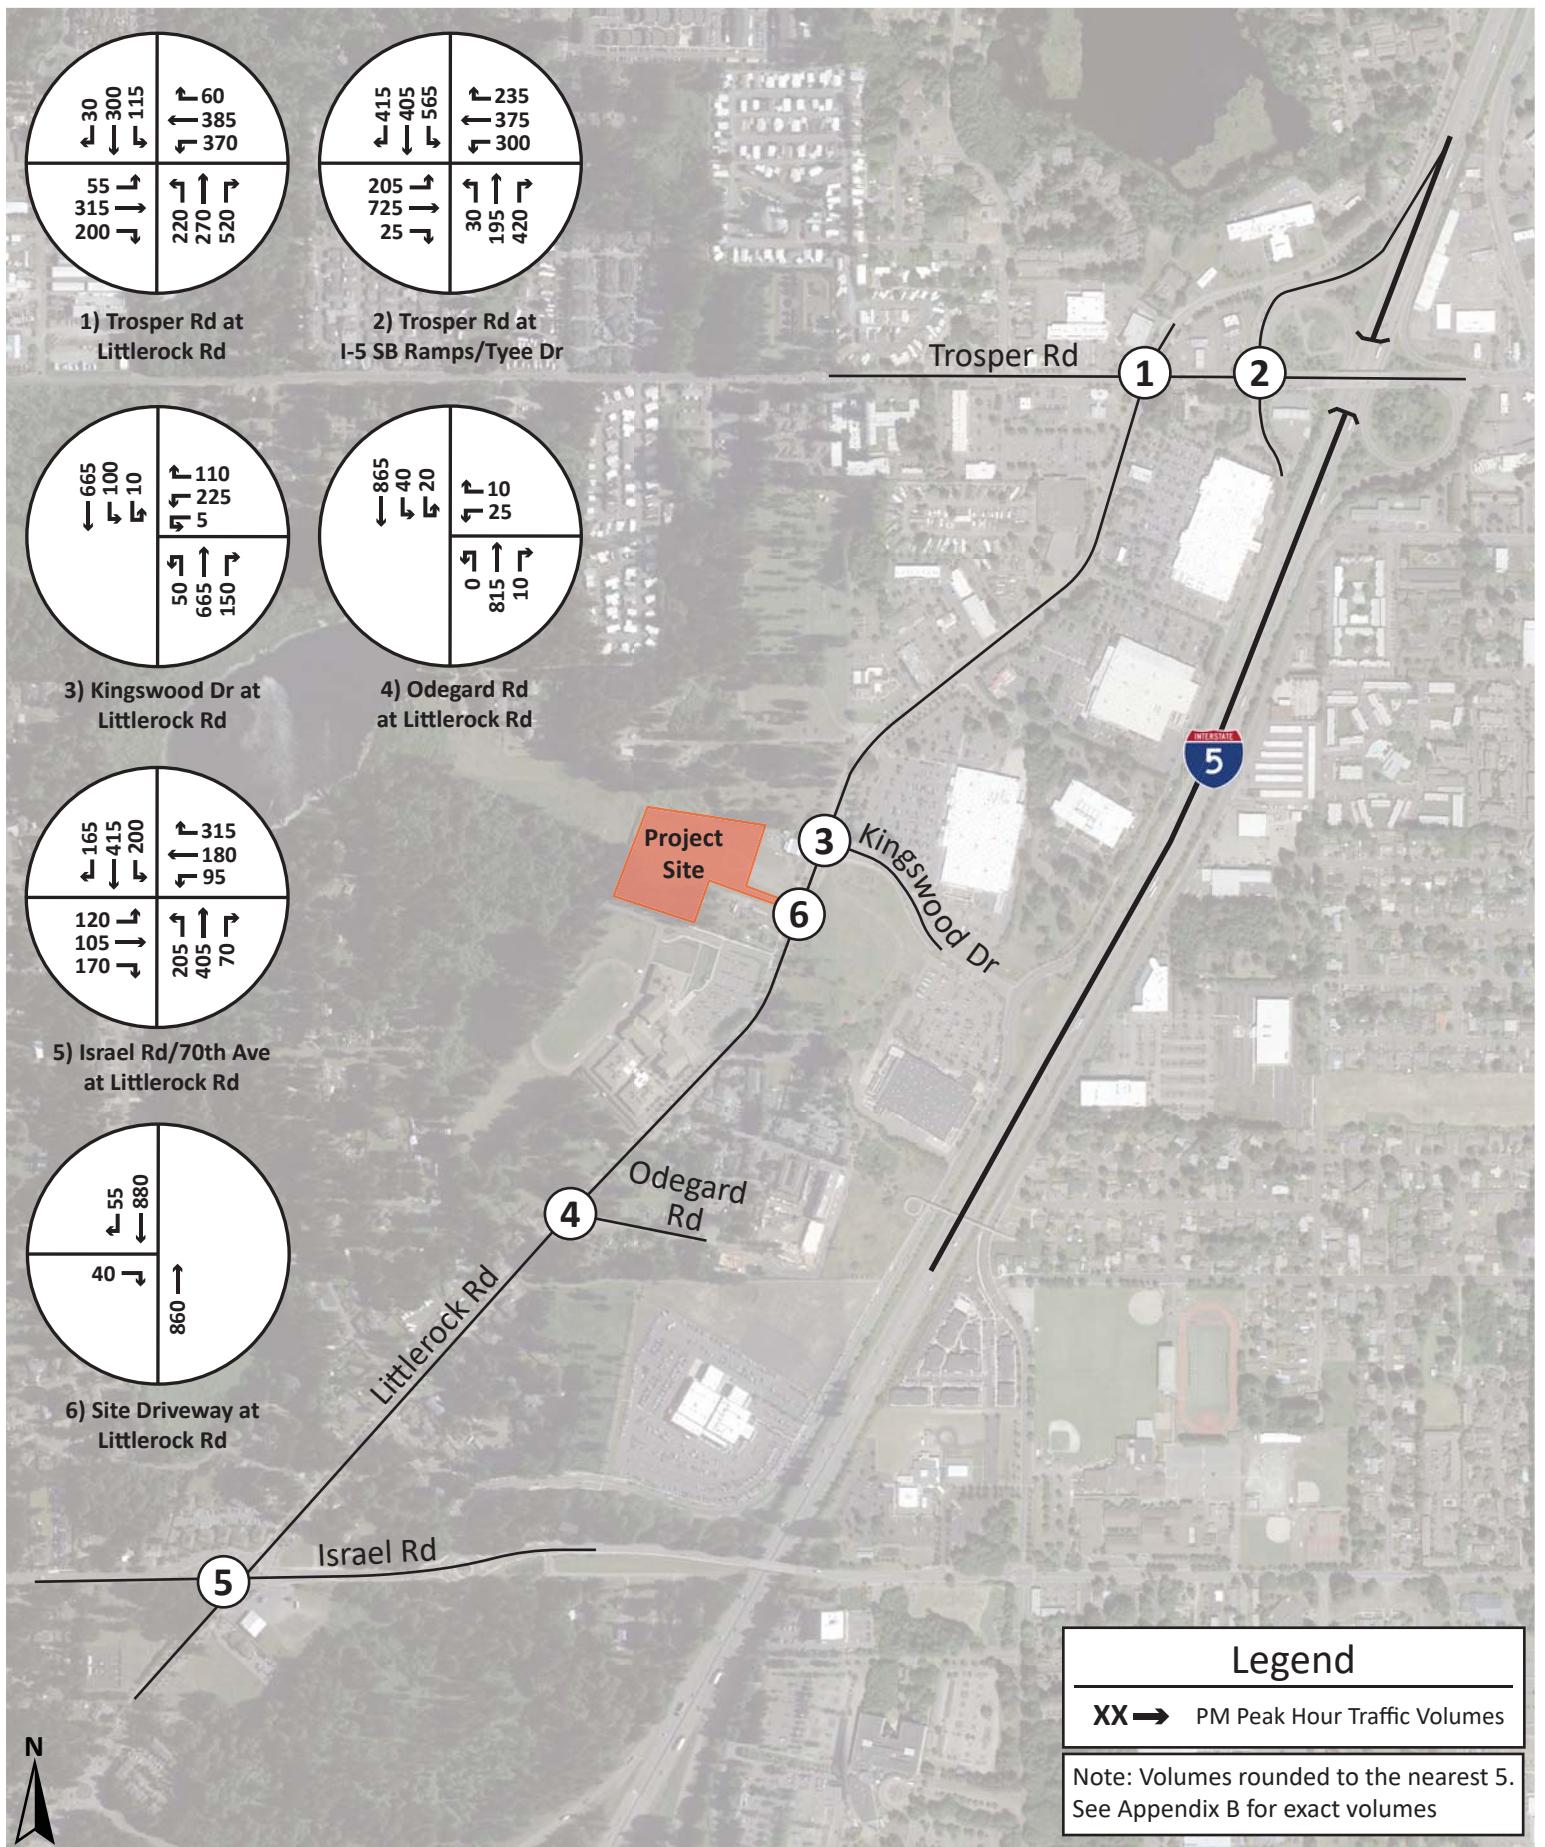 30
300
115
60
385
370
55
315
200
220
270
520
1) Trosper Rd at
Littlerock Rd
415
405
565
235
375
300
205
725
25
30
195
420
2) Trosper Rd at
I-5 SB Ramps/Tyee Dr
665
100
10
110
225
5
50
665
150
3) Kingswood Dr at
Littlerock Rd
865
40
20
10
25
0
815
10
4) Odegard Rd
at Littlerock Rd
165
415
200
315
180
95
120
105
170
205
405
70
5) Israel Rd/70th Ave
at Littlerock Rd
55
880
40
860
6) Site Driveway at
Littlerock Rd
Trosper Rd
1
2
INTERSTATE
5
Project
Site
3
Kingswood Dr
6
Odegard
Rd
4
Littlerock Rd
Israel Rd
5
N
Legend
XX PM Peak Hour Traffic Volumes
Note: Volumes rounded to the nearest 5.
See Appendix B for exact volumes